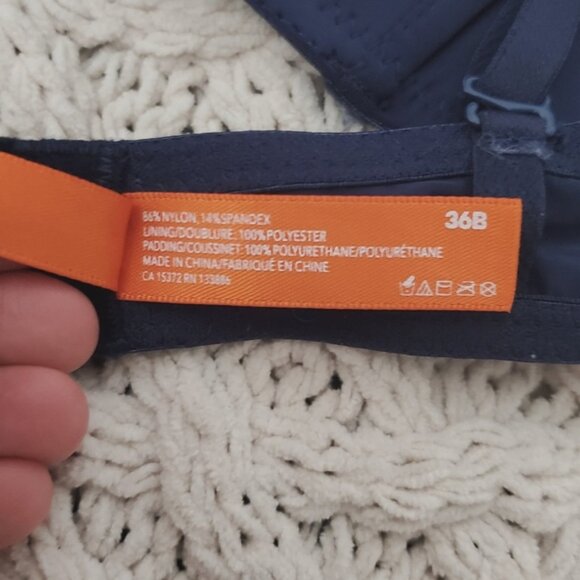 86% NYLON, 14% SPANDEX
36B
LINING/DOUBLURE: 100% POLYESTER
PADDING/COUSSINET: 100% POLYURETHANE/POLYURÉTHANE
MADE IN CHINA/FABRIQUÉ EN CHINE
CA 15372 RN 133886